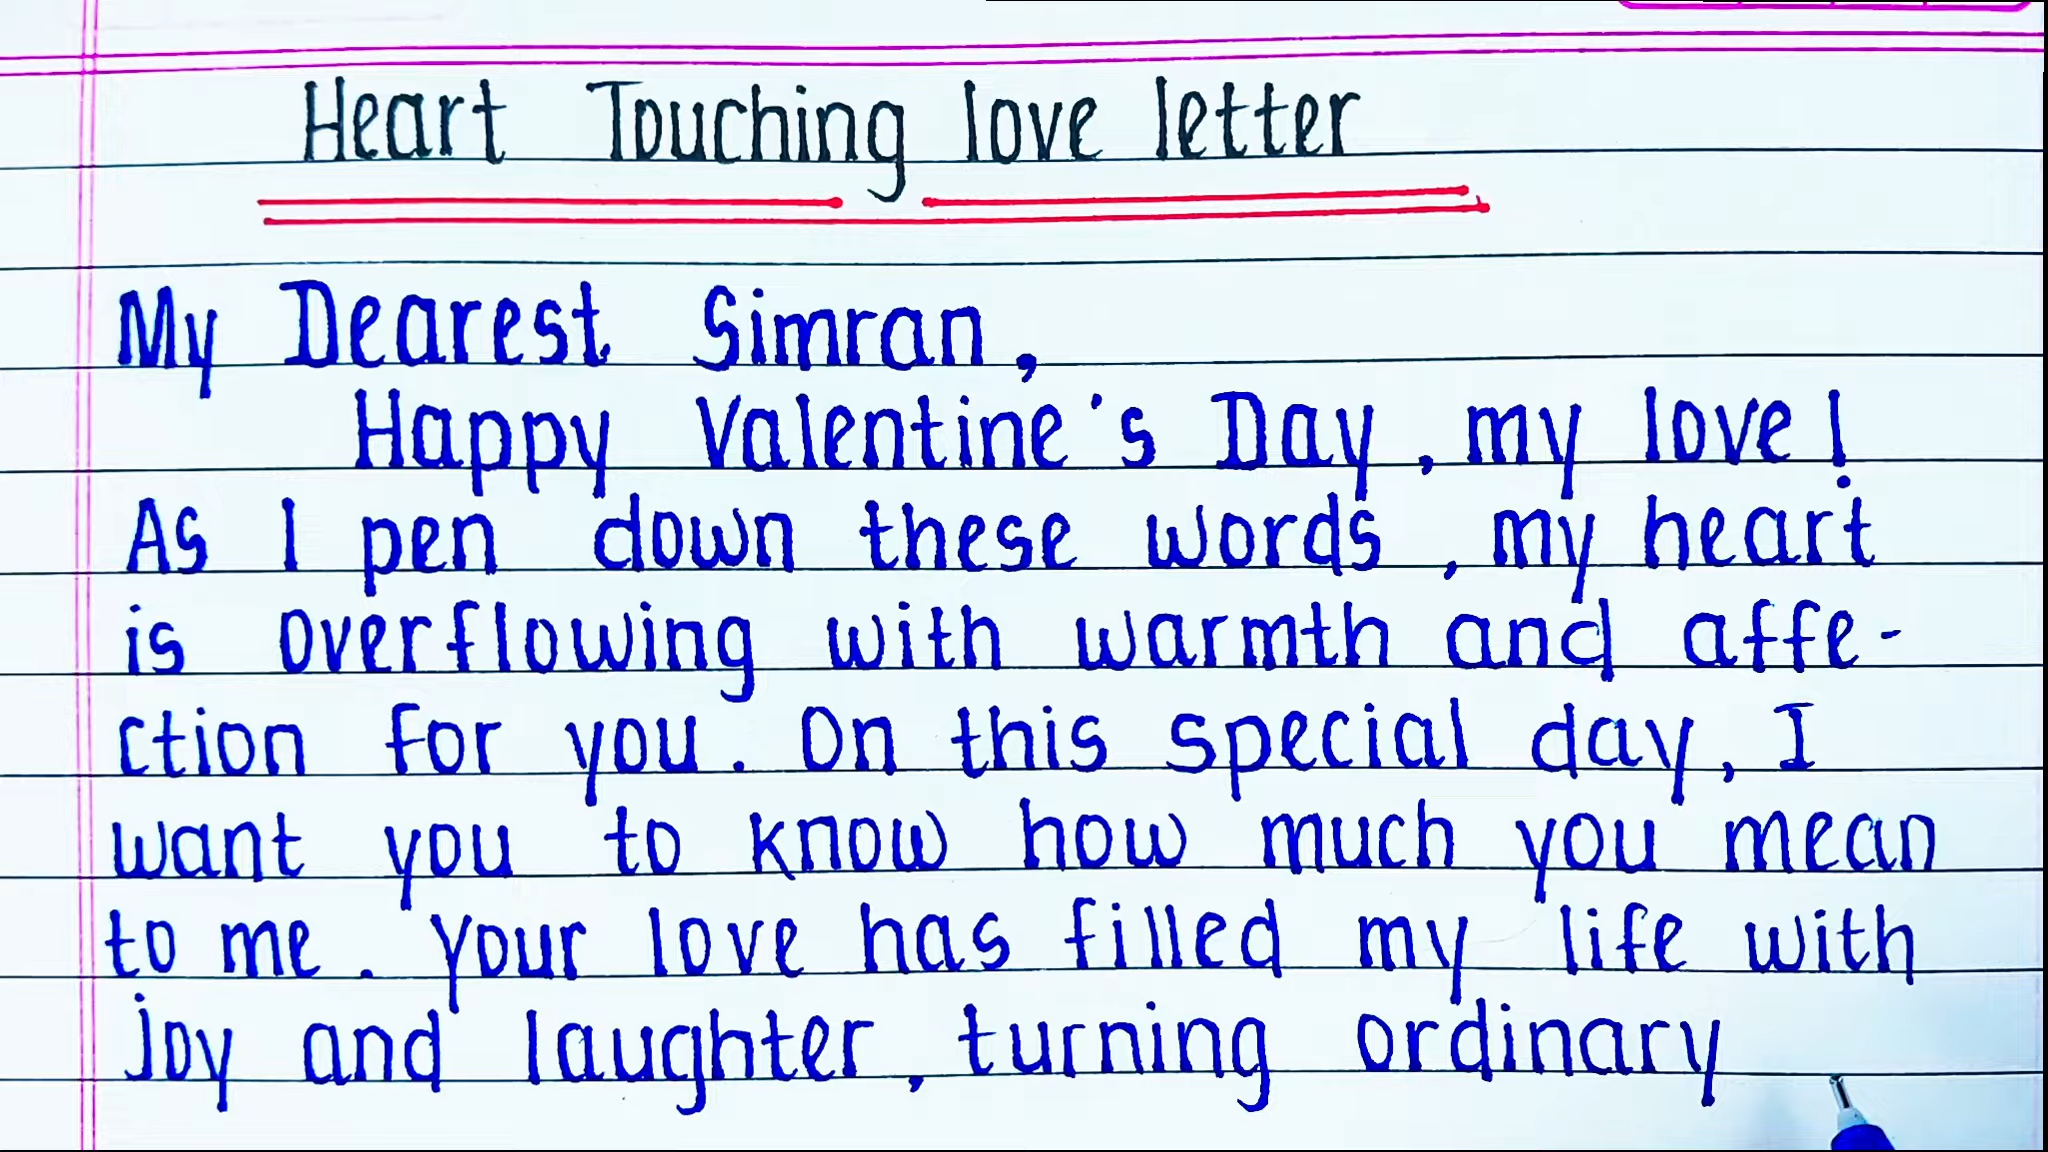 Heart Touching love letter
My Dearest Simran,
Happy Valentine's Day, my love!
As I pen down these words, my heart
is overflowing with warmth and affe-
ction for you. On this special day, I
want you to know how much you mean
to me. Your love has filled my life with
joy and laughter, turning ordinary